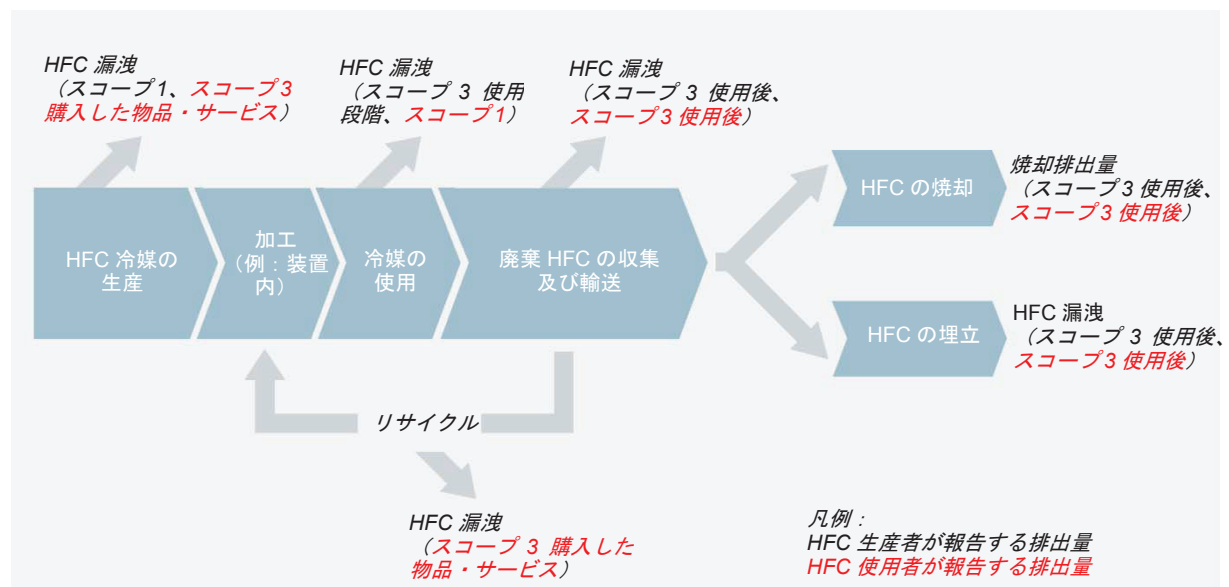 HFC 漏洩
（スコープ1、スコープ3
購入した物品・サービス）
HFC 漏洩
（スコープ 3 使用
段階、スコープ1）
HFC 漏洩
（スコープ 3 使用後、
スコープ3 使用後）
HFC 冷媒の
生産
加工
（例：装置
内）
冷媒の
使用
廃棄 HFC の収集
及び輸送
HFC の焼却
焼却排出量
（スコープ3 使用後、
スコープ3 使用後）
HFC の埋立
HFC 漏洩
（スコープ 3 使用後、
スコープ3 使用後）
リサイクル
HFC 漏洩
（スコープ 3 購入した
物品・サービス）
凡例：
HFC 生産者が報告する排出量
HFC 使用者が報告する排出量